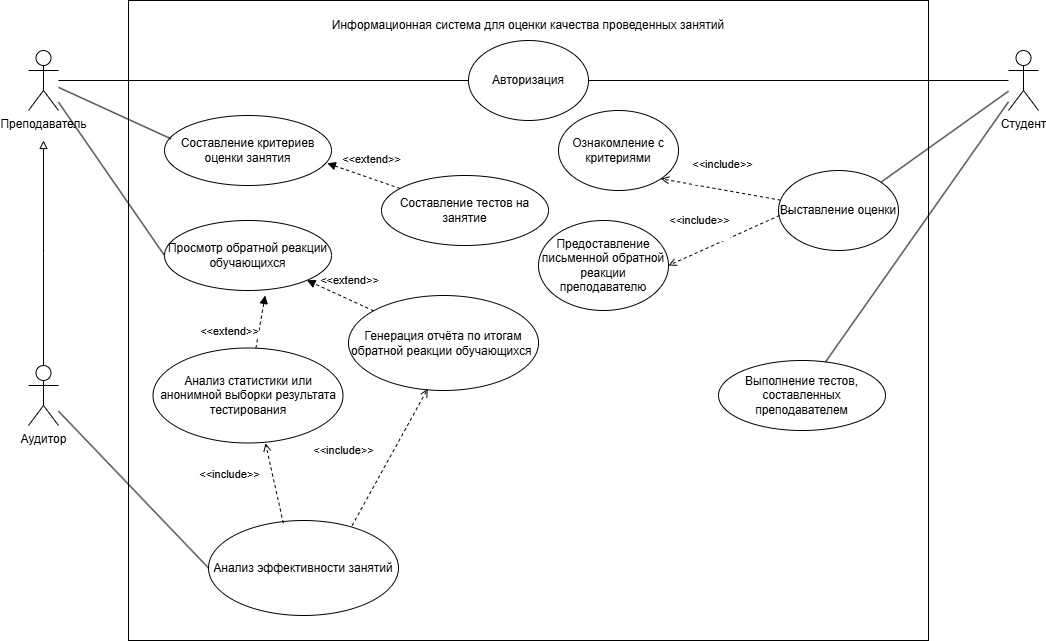 Информационная система для оценки качества проведенных занятий
Авторизация
Преподаватель
Студент
Составление критериев
оценки занятия
<<extend>>
Составление тестов на
занятие
Ознакомление с
критериями
<<include>>
Выставление оценки
<<include>>
Предоставление
письменной обратной
реакции
преподавателю
Просмотр обратной реакции
обучающихся
<<extend>>
<<extend>>
Генерация отчёта по итогам
обратной реакции обучающихся
Анализ статистики или
анонимной выборки результата
тестирования
Выполнение тестов,
составленных
преподавателем
Аудитор
<<include>>
<<include>>
Анализ эффективности занятий